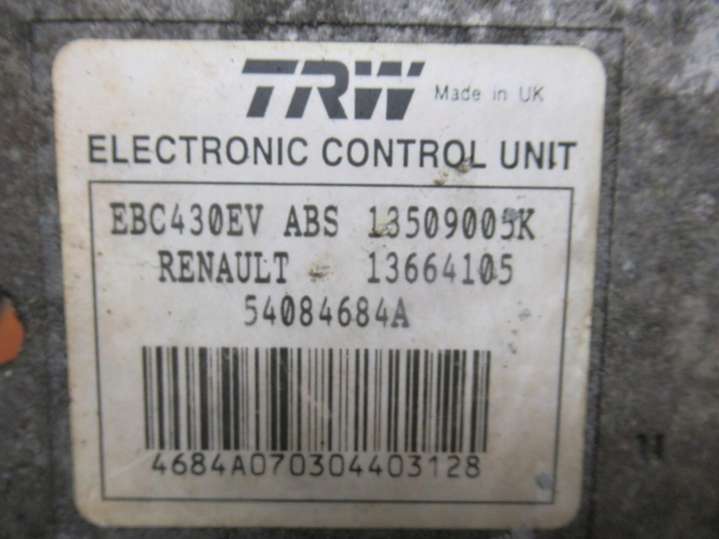 TRW Made in UK
ELECTRONIC CONTROL UNIT
EBC430EV ABS 13509005K
RENAULT 13664105
54084684A
4684A070304403128